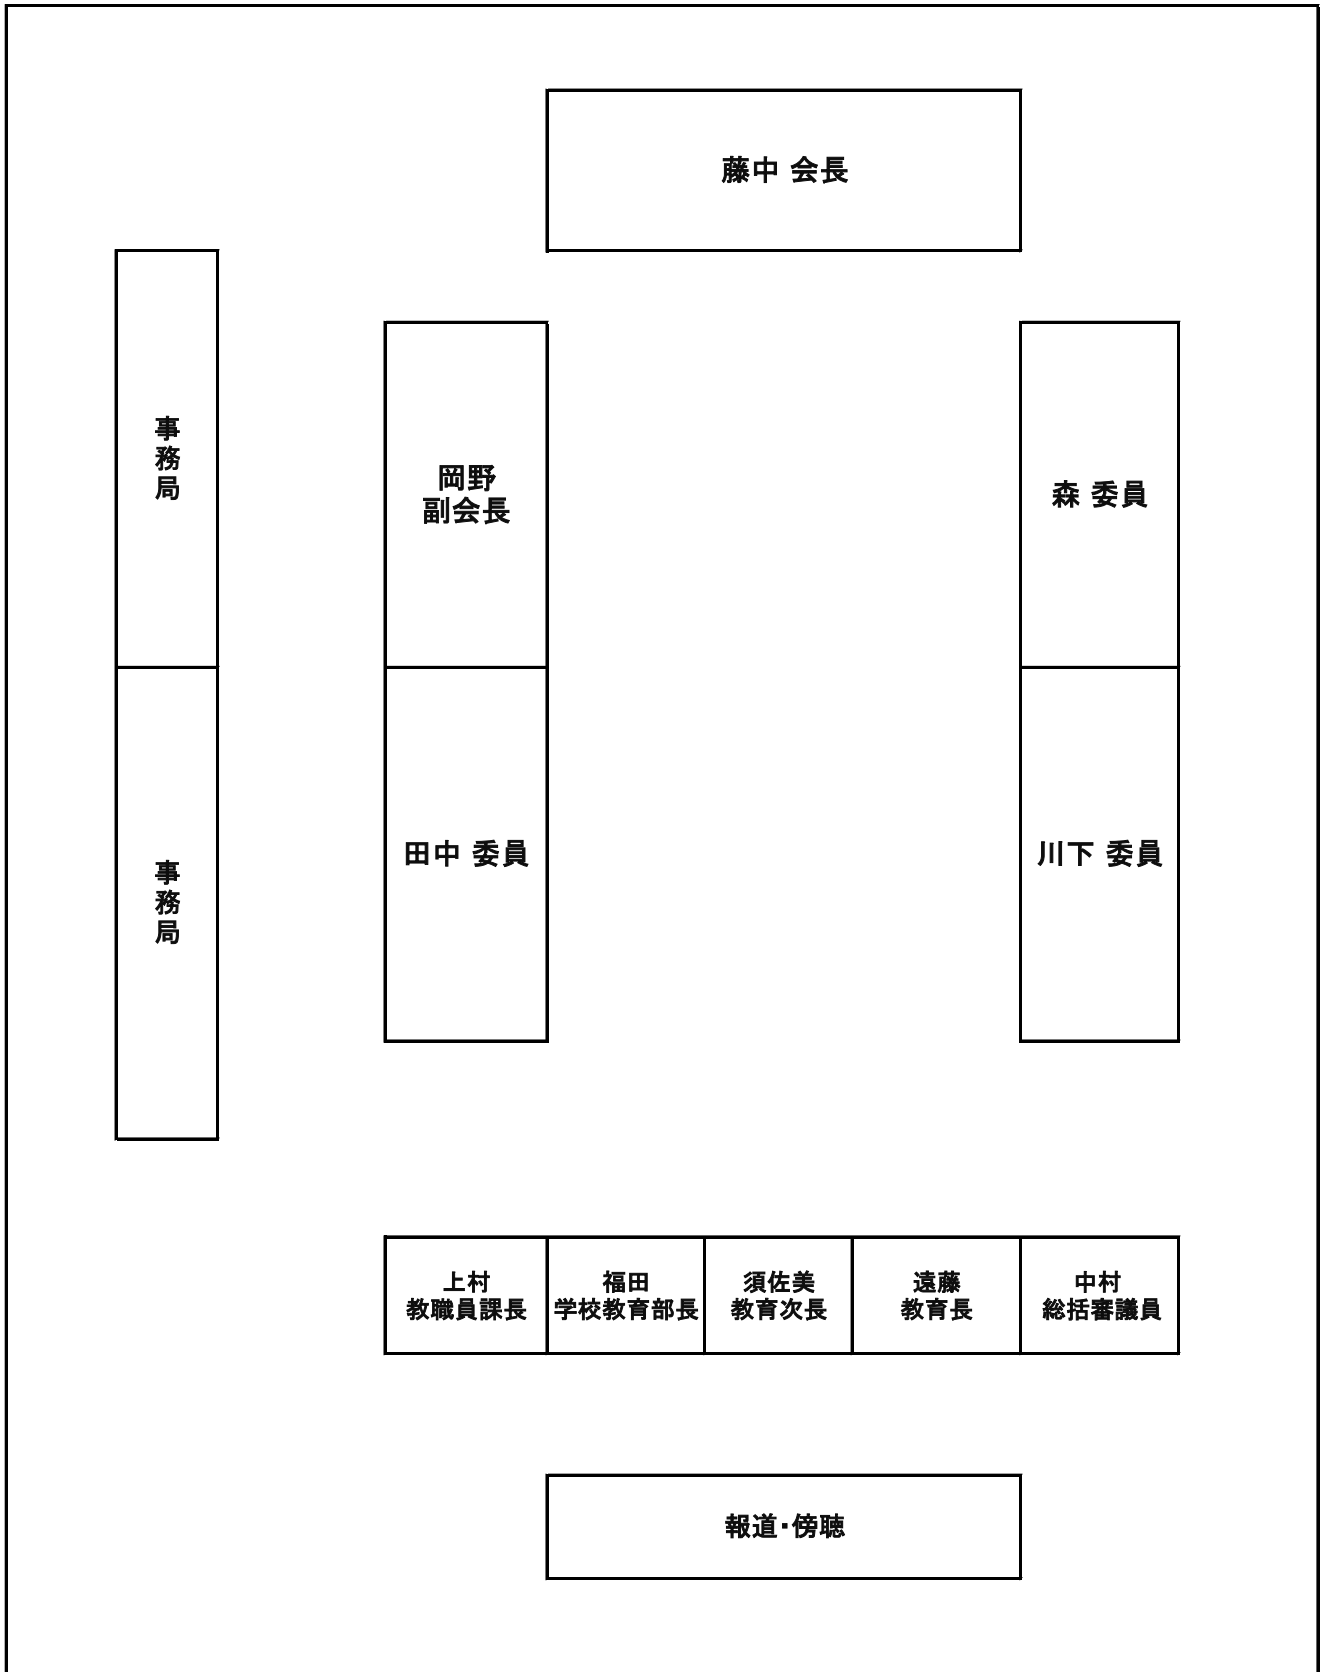 藤中 会長
事務局
岡野
副会長
森 委員
事務局
田中 委員
川下 委員
上村
教職員課長
福田
学校教育部長
須佐美
教育次長
遠藤
教育長
中村
総括審議員
報道・傍聴